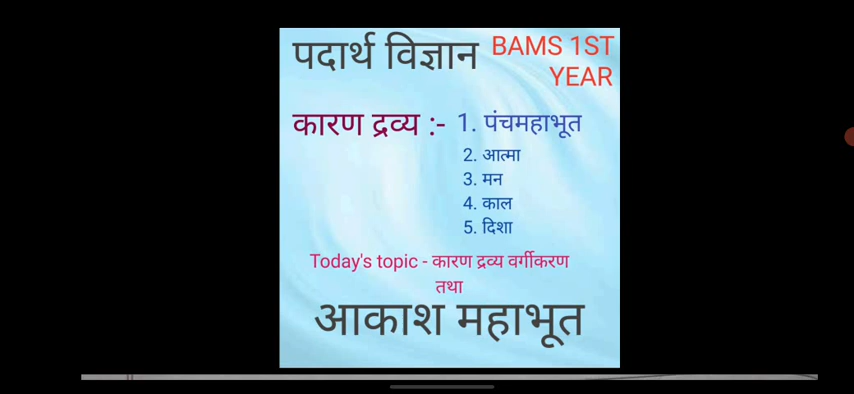 पदार्थ विज्ञान BAMS 1ST
YEAR
कारण द्रव्य :- 1. पंचमहाभूत
2. आत्मा
3. मन
4. काल
5. दिशा
Today's topic - कारण द्रव्य वर्गीकरण
तथा
आकाश महाभूत